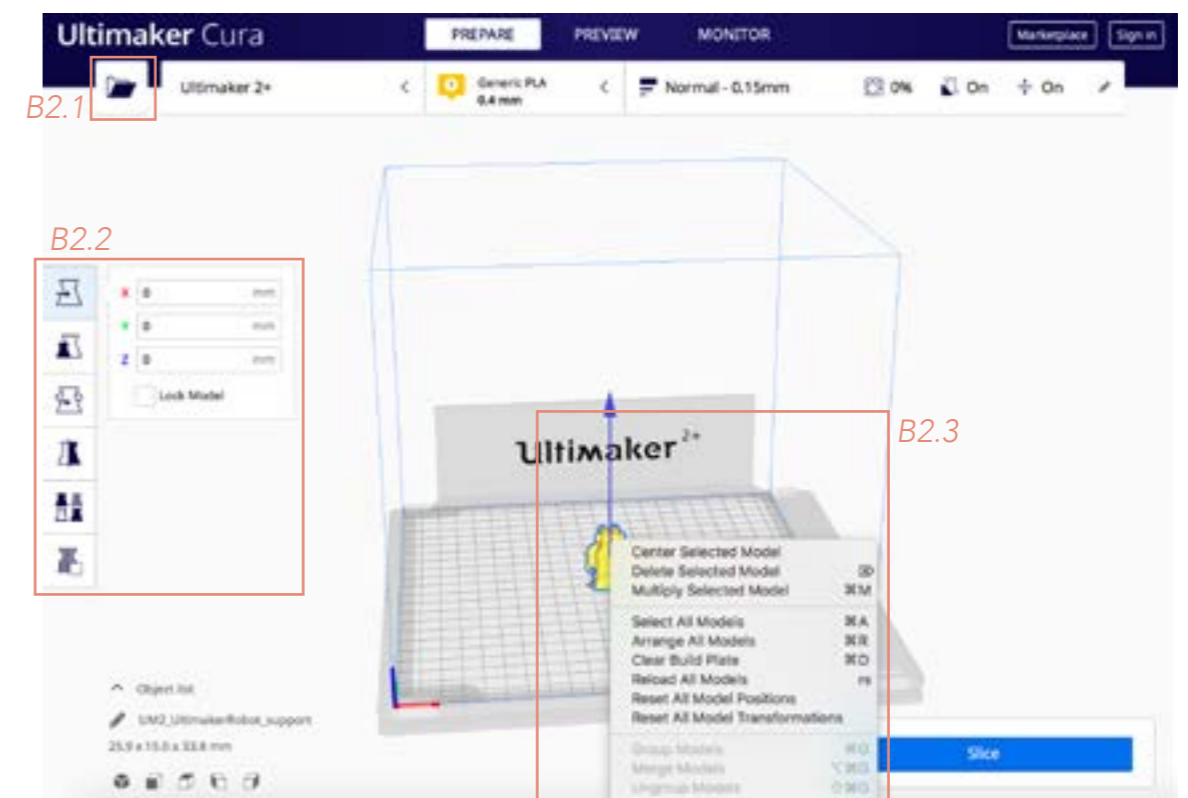 Ultimaker Cura
PREPARE
PREVIEW
MONITOR
Marketplace
Sign in
B2.1
Ultimaker 2+
Generic PLA
0.4 mm
Normal - 0.15mm
0%
On
On
B2.2
X 0 mm
Y 0 mm
Z 0 mm
Lock Model
Ultimaker 2+
B2.3
Center Selected Model
Delete Selected Model ⌦
Multiply Selected Model ⌘M
Select All Models ⌘A
Arrange All Models ⌘R
Clear Build Plate ⌘D
Reload All Models
Reset All Model Positions
Reset All Model Transformations
Group Models ⌘G
Merge Models ⌥⌘G
Ungroup Models ⇧⌘G
Object list
UM2_UltimakerRobot_support
25.9 x 15.0 x 33.8 mm
Slice